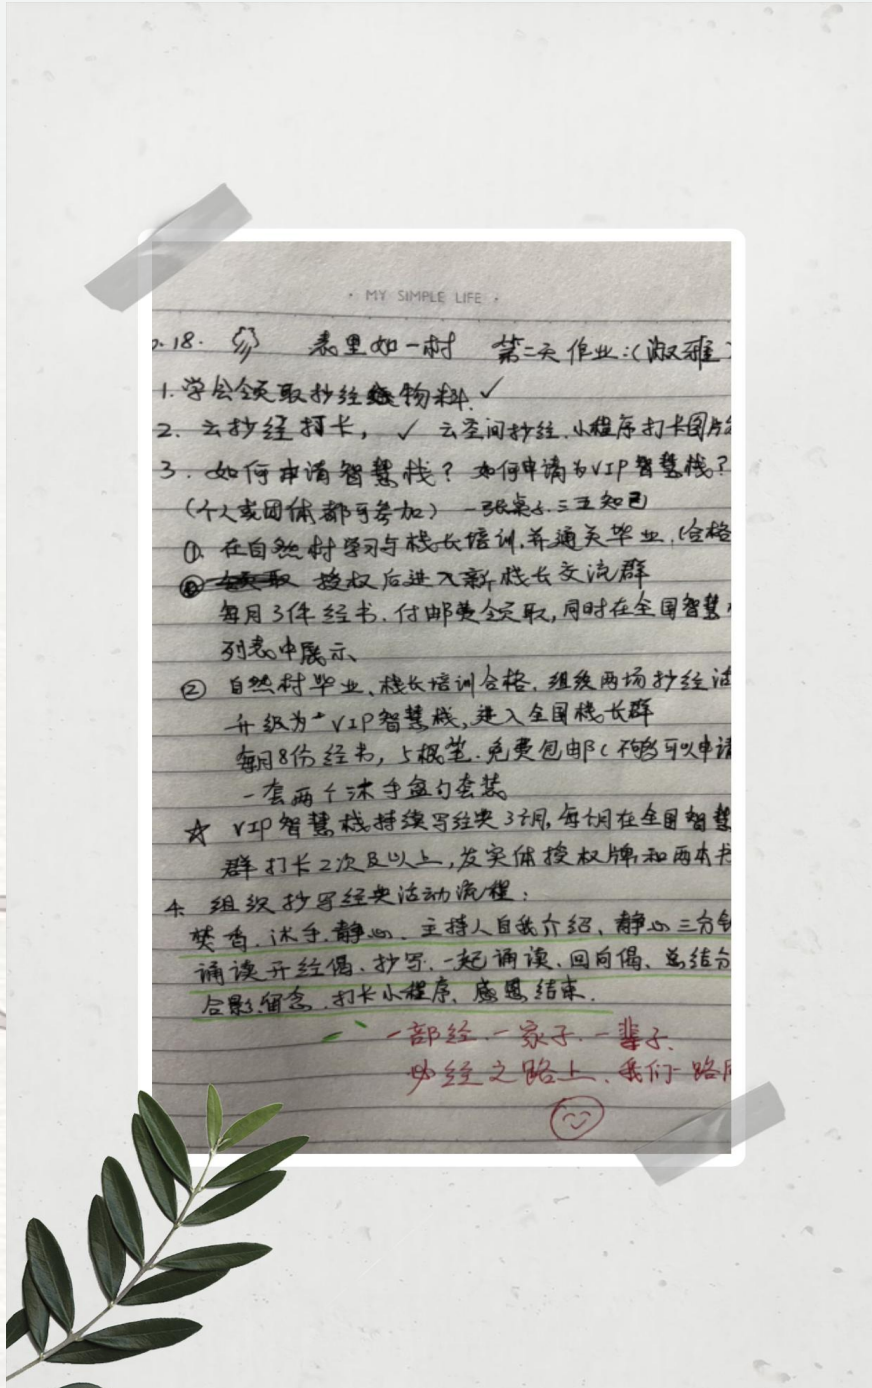 · MY SIMPLE LIFE ·
.18. 表里如一树 第二天作业:(淑雅
1.学会领取抄经物料.✓
2. 云抄经打卡, ✓ 云空间抄经.小程序打卡图片
3. 如何申请智慧栈? 如何申请为VIP智慧栈?
(个人或团体都可参加) 一张桌子.三五知己
①. 在自然村学习与栈长培训.并通关毕业.(合格
授权后进入新栈长交流群
每月3件经书.付邮费领取,同时在全国智慧
列表中展示、
② 自然村毕业、栈长培训合格.组织两场抄经活
升级为 VIP智慧栈,进入全国栈长群
每月8份经书,5根笔.免费包邮(不够可以申请
一套两个沐手盆的套装
☆ VIP智慧栈持续写经典3个月,每个月在全国智慧
群打卡2次及以上,发实体授权牌和两本书
4. 组织抄写经典活动流程:
焚香.沐手.静心、主持人自我介绍、静心三分钟
诵读开经偈、抄写.一起诵读、回向偈、总结分
合影留念.打卡小程序、感恩结束.
一部经.一家子.一辈子.
抄经之路上、我们一路同